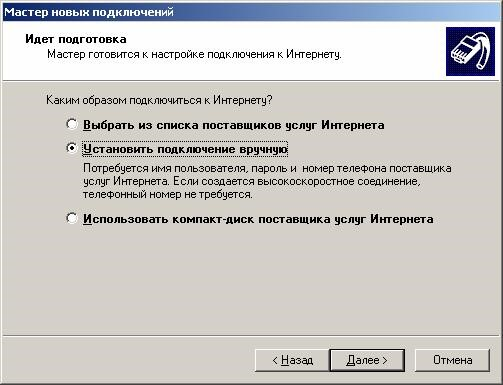 Мастер новых подключений
Идет подготовка
Мастер готовится к настройке подключения к Интернету.
Каким образом подключиться к Интернету?
Выбрать из списка поставщиков услуг Интернета
Установить подключение вручную
Потребуется имя пользователя, пароль и номер телефона поставщика
услуг Интернета. Если создается высокоскоростное соединение,
телефонный номер не требуется.
Использовать компакт-диск поставщика услуг Интернета
< Назад
Далее >
Отмена